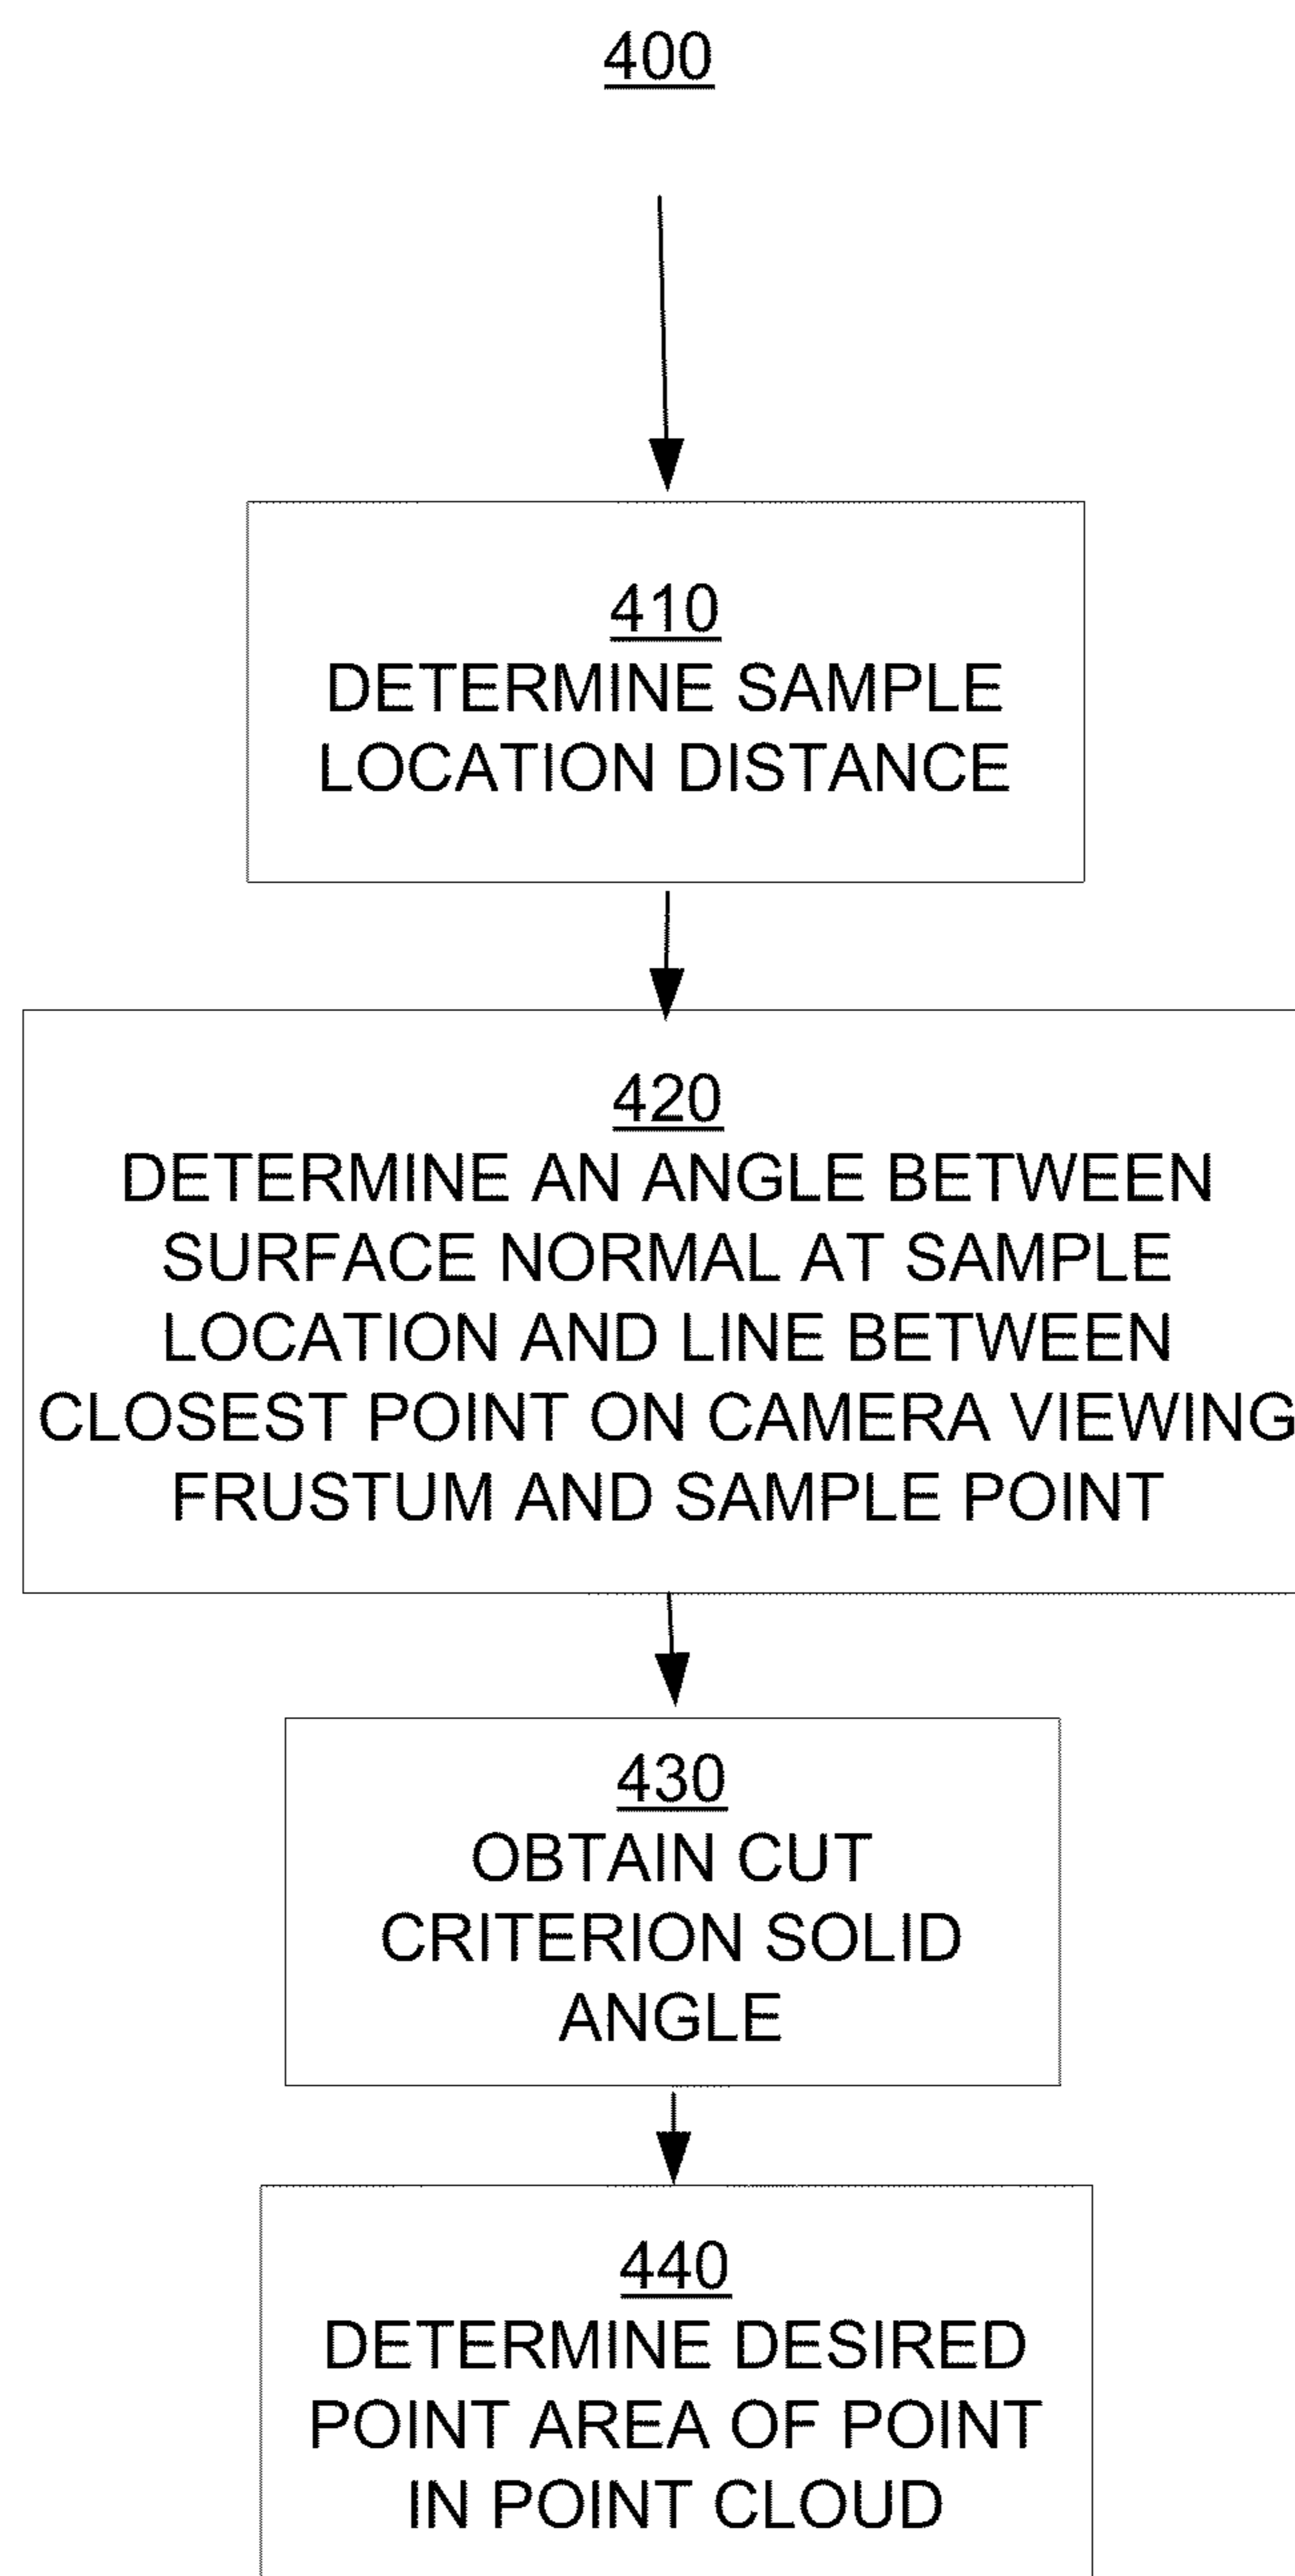 400
410
DETERMINE SAMPLE
LOCATION DISTANCE
420
DETERMINE AN ANGLE BETWEEN
SURFACE NORMAL AT SAMPLE
LOCATION AND LINE BETWEEN
CLOSEST POINT ON CAMERA VIEWING
FRUSTUM AND SAMPLE POINT
430
OBTAIN CUT
CRITERION SOLID
ANGLE
440
DETERMINE DESIRED
POINT AREA OF POINT
IN POINT CLOUD